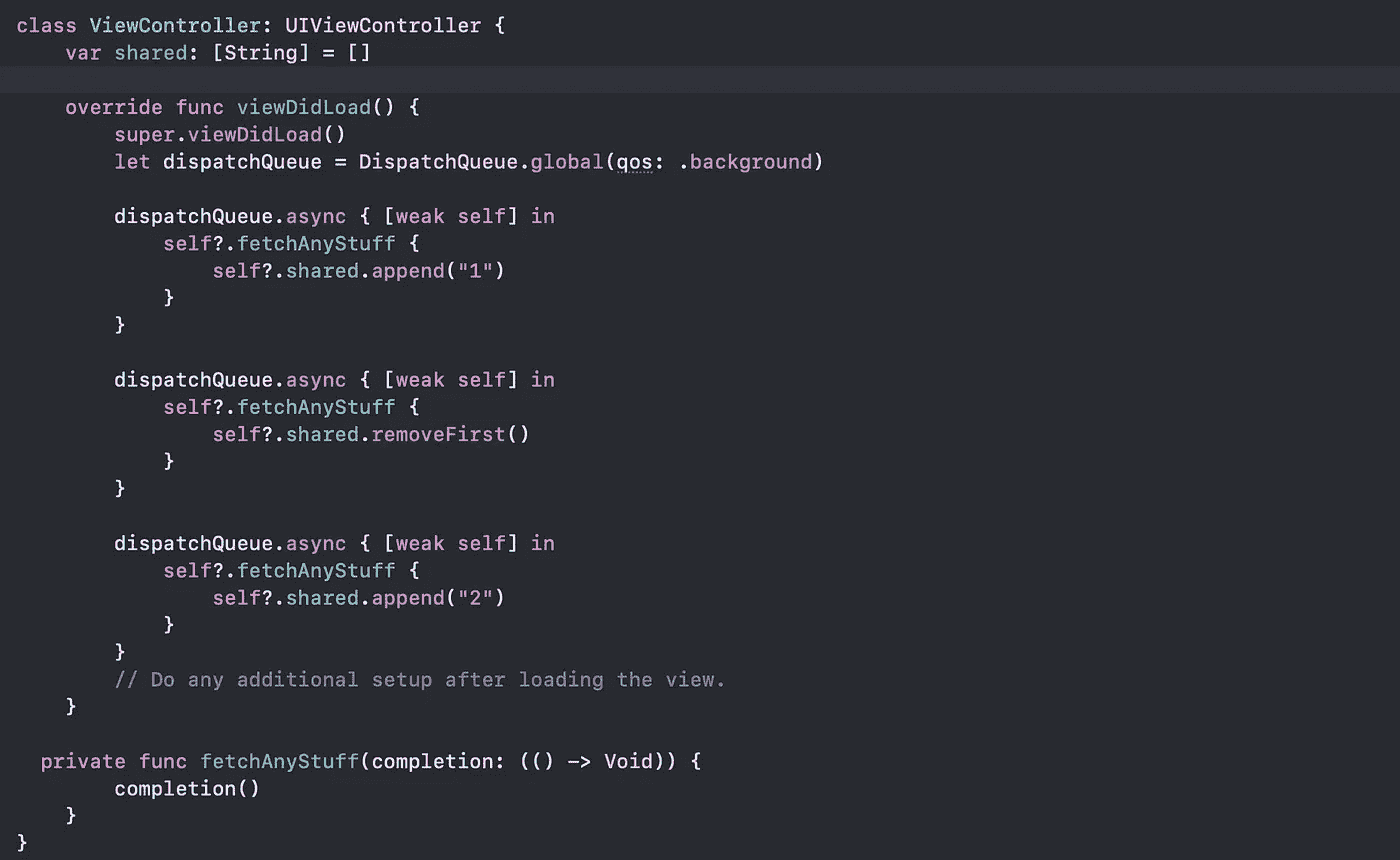 class ViewController: UIViewController {
    var shared: [String] = []

    override func viewDidLoad() {
        super.viewDidLoad()
        let dispatchQueue = DispatchQueue.global(qos: .background)

        dispatchQueue.async { [weak self] in
            self?.fetchAnyStuff {
                self?.shared.append("1")
            }
        }

        dispatchQueue.async { [weak self] in
            self?.fetchAnyStuff {
                self?.shared.removeFirst()
            }
        }

        dispatchQueue.async { [weak self] in
            self?.fetchAnyStuff {
                self?.shared.append("2")
            }
        }
        // Do any additional setup after loading the view.
    }

  private func fetchAnyStuff(completion: (() -> Void)) {
        completion()
    }
}